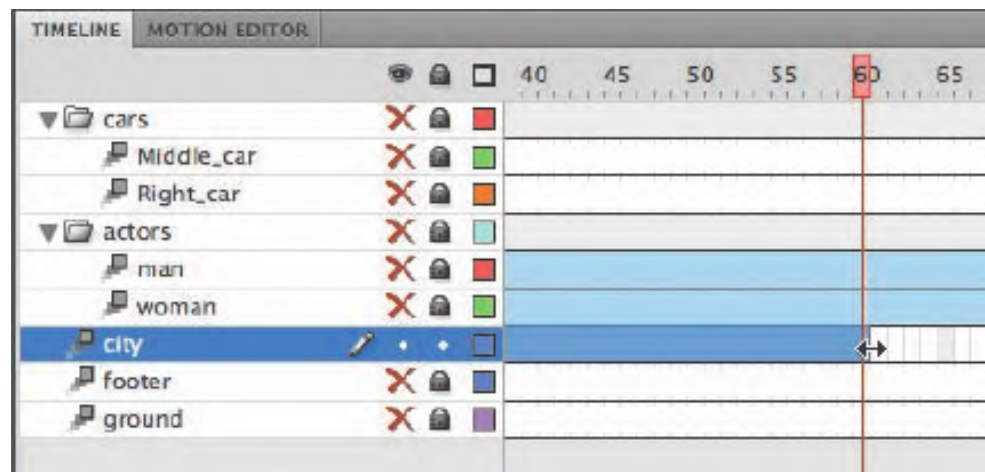 TIMELINE MOTION EDITOR
40 45 50 55 60 65
cars
Middle_car
Right_car
actors
man
woman
city
footer
ground